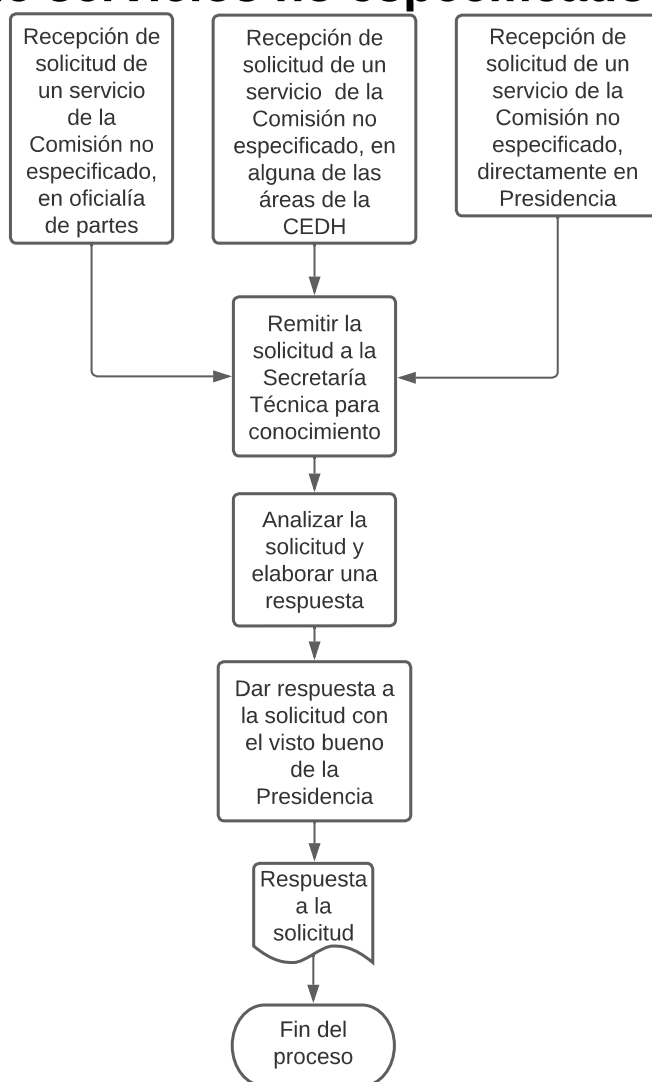 Recepción de
solicitud de
un servicio
de la
Comisión no
especificado,
en oficialía
de partes
Recepción de
solicitud de un
servicio  de la
Comisión no
especificado, en
alguna de las
áreas de la
CEDH
Recepción de
solicitud de un
servicio de la
Comisión no
especificado,
directamente en
Presidencia
Remitir la
solicitud a la
Secretaría
Técnica para
conocimiento
Analizar la
solicitud y
elaborar una
respuesta
Dar respuesta a
la solicitud con
el visto bueno
de la
Presidencia
Respuesta
a la
solicitud
Fin del
proceso